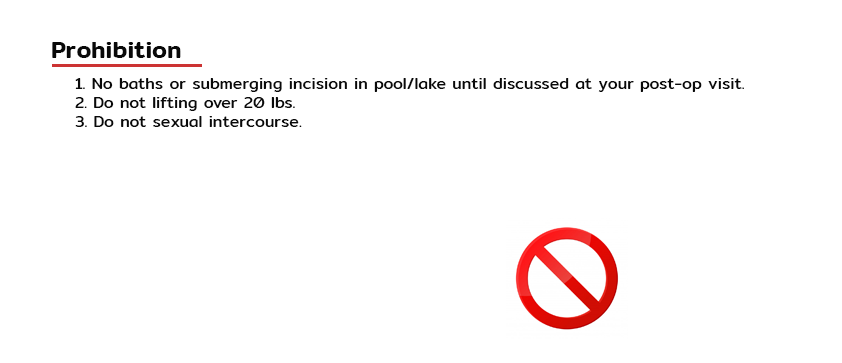 Prohibition
1. No baths or submerging incision in pool/lake until discussed at your post-op visit.
2. Do not lifting over 20 lbs.
3. Do not sexual intercourse.